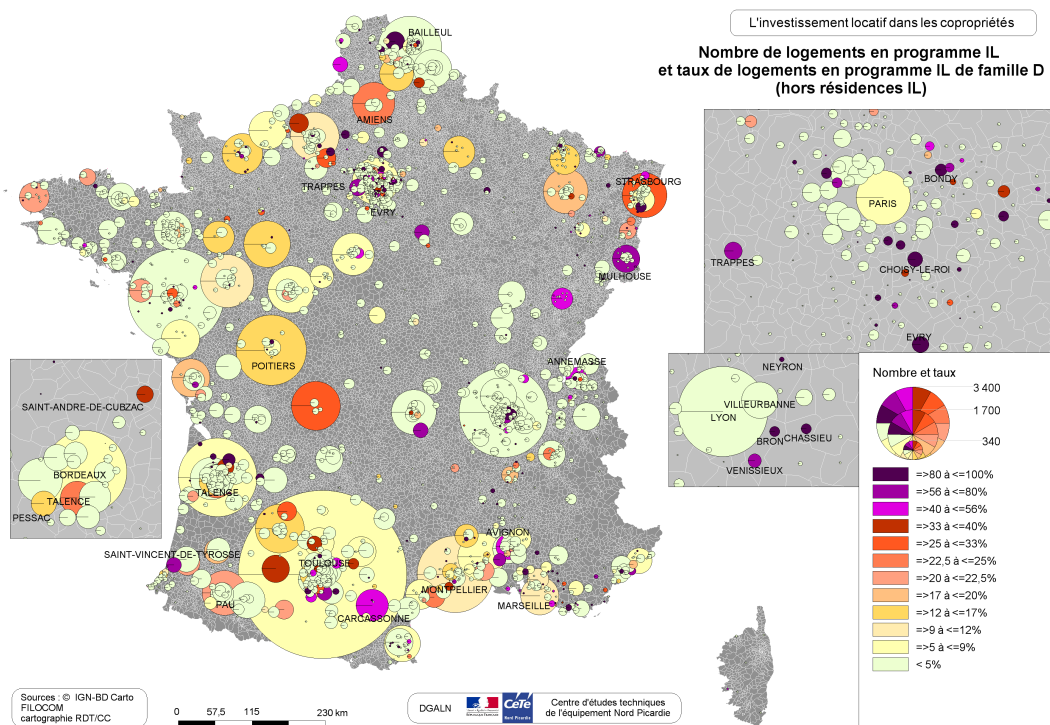 L'investissement locatif dans les copropriétés
Nombre de logements en programme IL
et taux de logements en programme IL de famille D
(hors résidences IL)
BAILLEUL
AMIENS
TRAPPES
EVRY
STRASBOURG
MULHOUSE
POITIERS
ANNEMASSE
TALENCE
SAINT-VINCENT-DE-TYROSSE
TOULOUSE
AVIGNON
PAU
MONTPELLIER
MARSEILLE
CARCASSONNE
BONDY
PARIS
TRAPPES
CHOISY-LE-ROI
EVRY
NEYRON
VILLEURBANNE
LYON
BRON
CHASSIEU
VENISSIEUX
SAINT-ANDRE-DE-CUBZAC
BORDEAUX
TALENCE
PESSAC
Nombre et taux
3 400
1 700
340
=>80 à <=100%
=>56 à <=80%
=>40 à <=56%
=>33 à <=40%
=>25 à <=33%
=>22,5 à <=25%
=>20 à <=22,5%
=>17 à <=20%
=>12 à <=17%
=>9 à <=12%
=>5 à <=9%
< 5%
Sources : © IGN-BD Carto
FILOCOM
cartographie RDT/CC
0 57,5 115 230 km
DGALN
CeTe
Nord Picardie
Centre d'études techniques
de l'équipement Nord Picardie